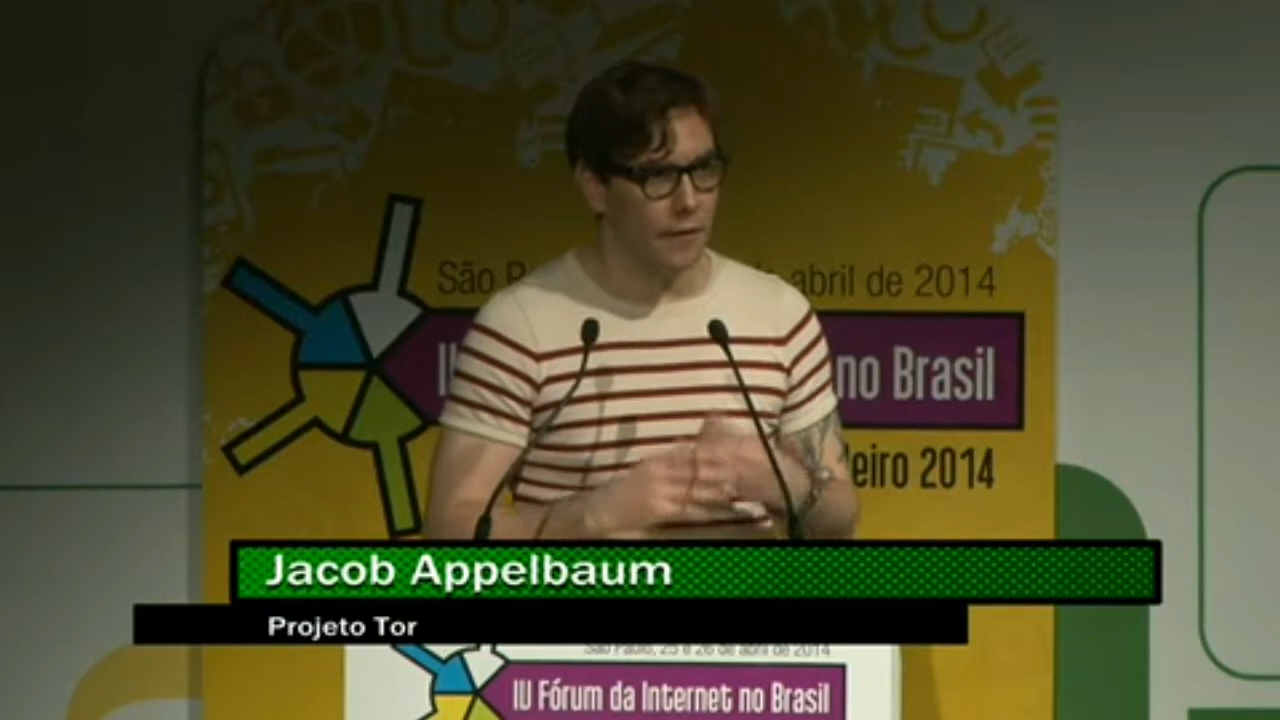 São abril de 2014
no Brasil
eiro 2014
Jacob Appelbaum
Projeto Tor
São Paulo, 25 e 26 de abril de 2014
IV Fórum da Internet no Brasil